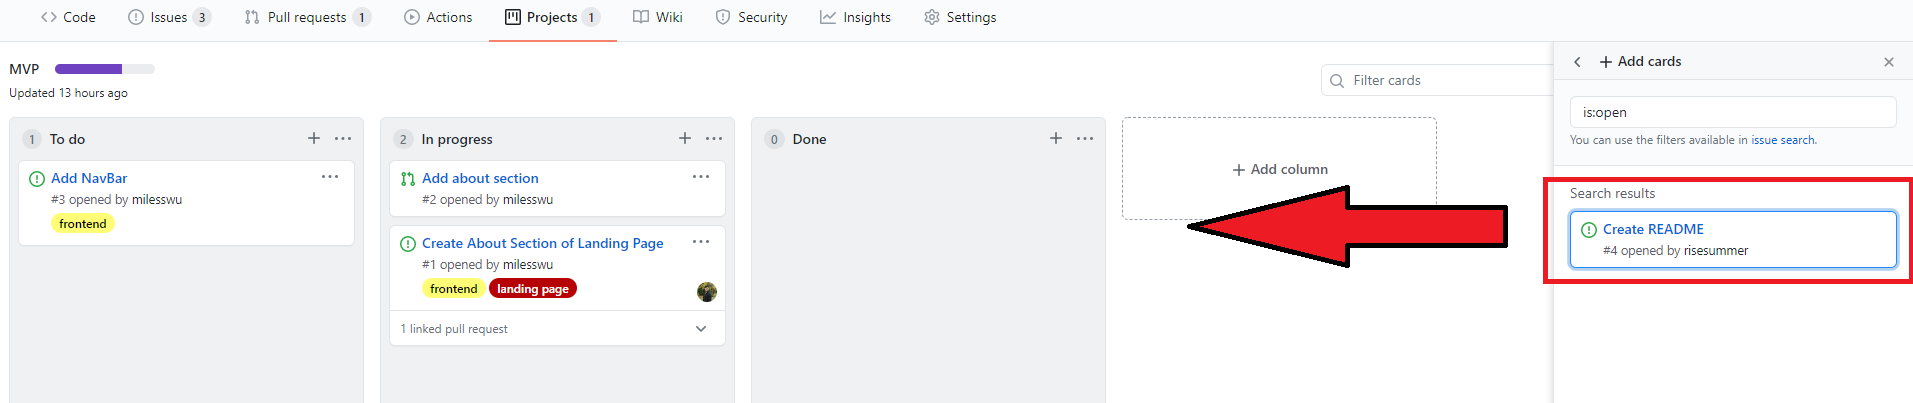 Code Issues 3 Pull requests 1 Actions Projects 1 Wiki Security Insights Settings
MVP
Updated 13 hours ago
Filter cards
1 To do
Add NavBar
#3 opened by milesswu
frontend
2 In progress
Add about section
#2 opened by milesswu
Create About Section of Landing Page
#1 opened by milesswu
frontend landing page
1 linked pull request
0 Done
Add column
Add cards
is:open
You can use the filters available in issue search.
Search results
Create README
#4 opened by risesummer